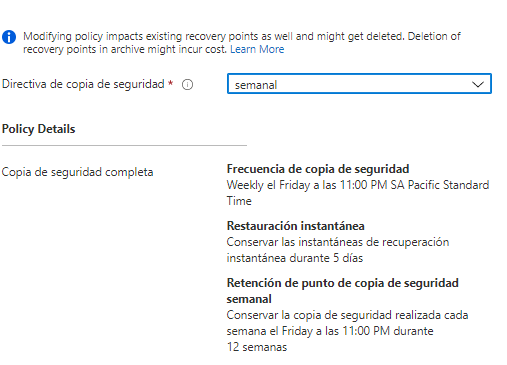 Modifying policy impacts existing recovery points as well and might get deleted. Deletion of
recovery points in archive might incur cost. Learn More
Directiva de copia de seguridad *
semanal
Policy Details
Copia de seguridad completa
Frecuencia de copia de seguridad
Weekly el Friday a las 11:00 PM SA Pacific Standard
Time
Restauración instantánea
Conservar las instantáneas de recuperación
instantánea durante 5 días
Retención de punto de copia de seguridad
semanal
Conservar la copia de seguridad realizada cada
semana el Friday a las 11:00 PM durante
12 semanas